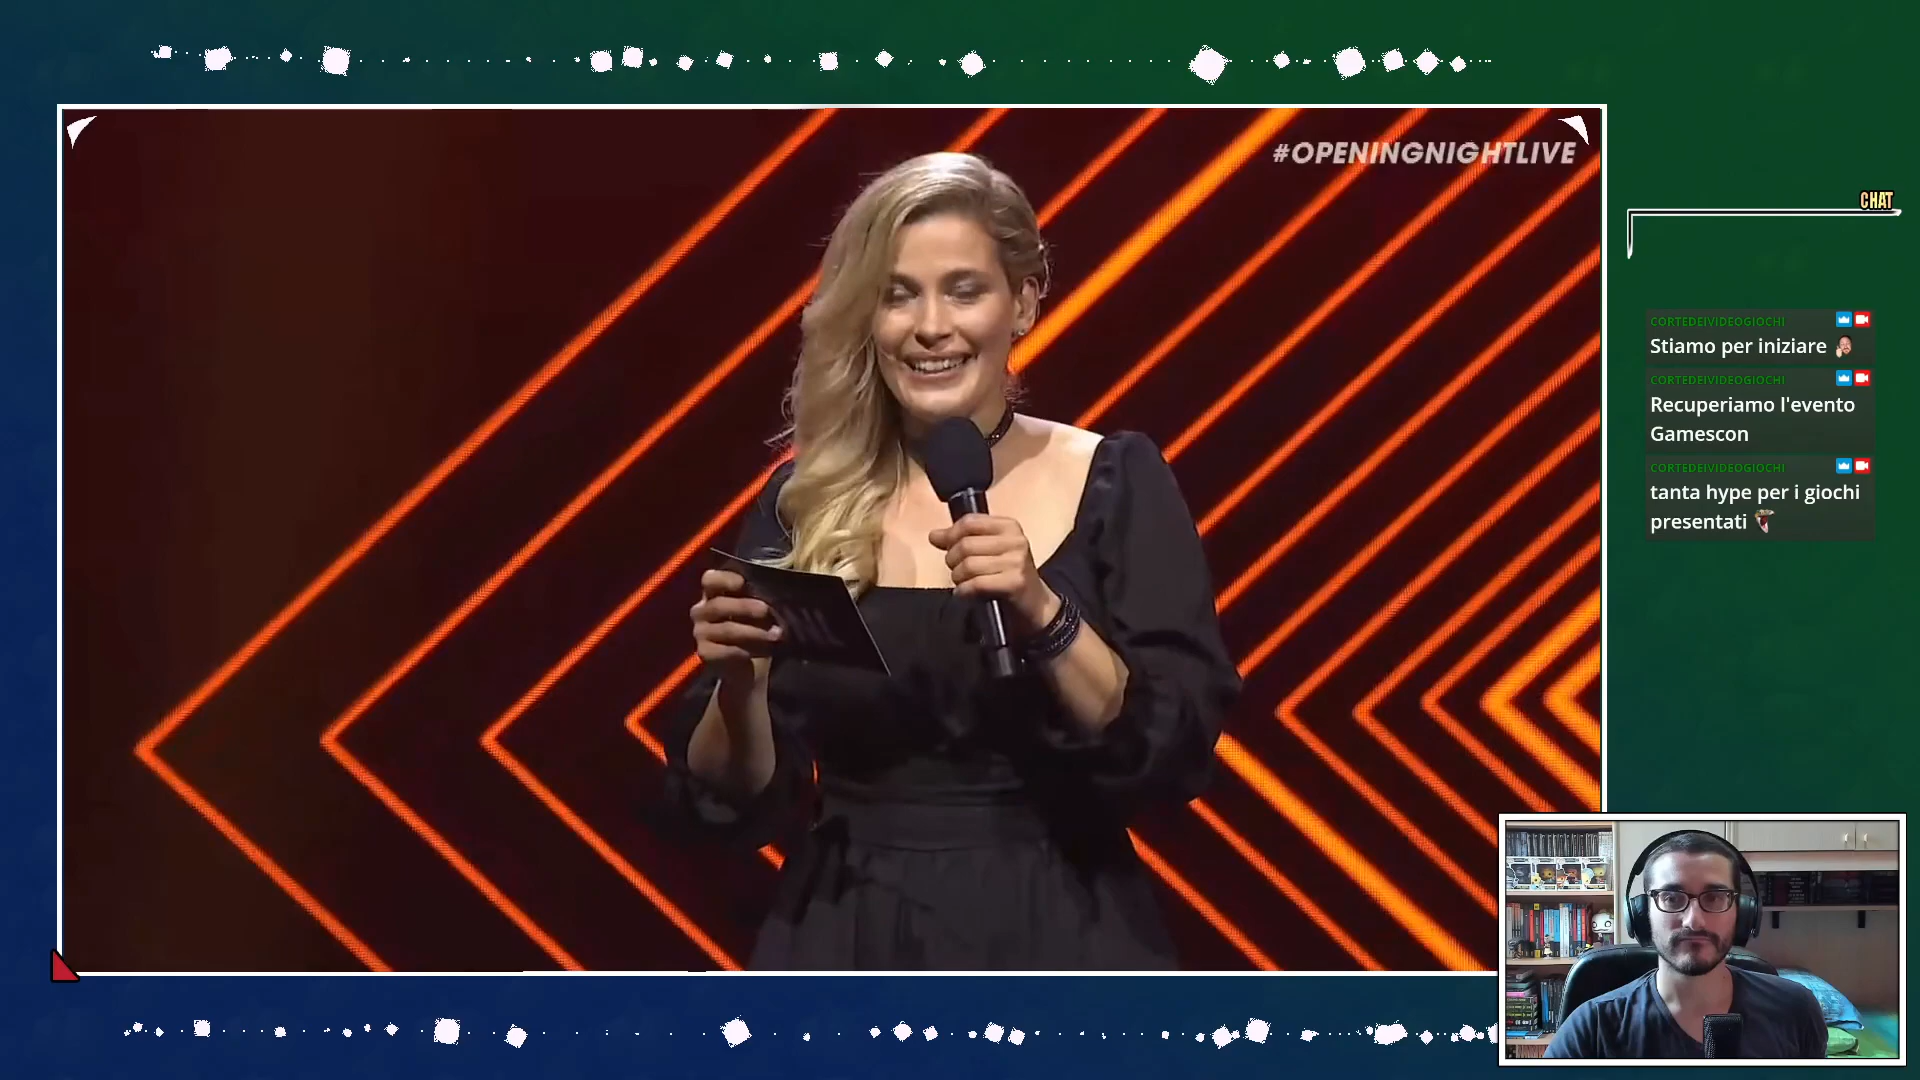 #OPENINGNIGHTLIVE
CHAT
CORTEDEIVIDEOGIOCHI
Stiamo per iniziare
CORTEDEIVIDEOGIOCHI
Recuperiamo l'evento
Gamescon
CORTEDEIVIDEOGIOCHI
tanta hype per i giochi
presentati